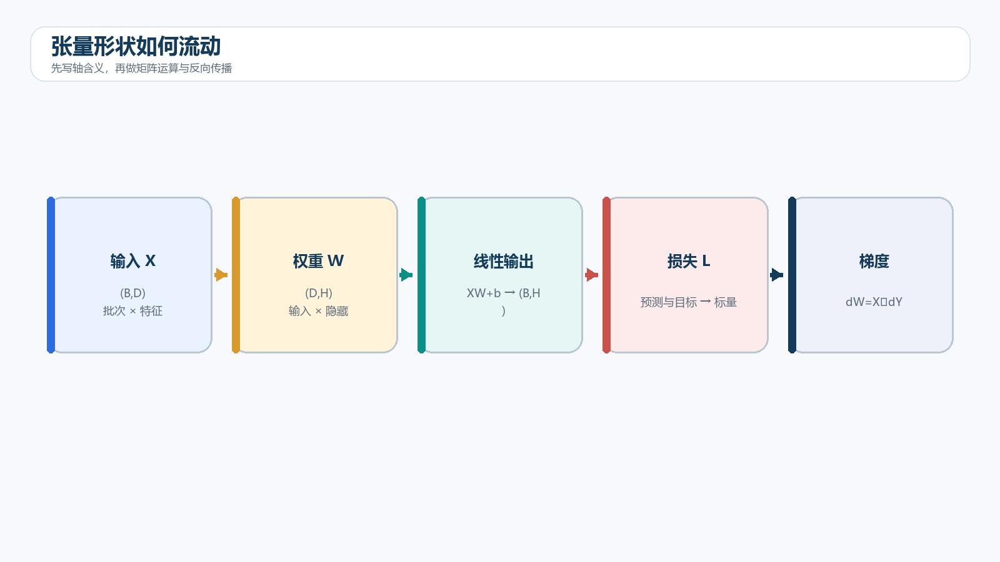 张量形状如何流动
先写轴含义，再做矩阵运算与反向传播
输入 X
(B,D)
批次 × 特征
权重 W
(D,H)
输入 × 隐藏
线性输出
XW+b → (B,H
)
损失 L
预测与目标 → 标量
梯度
dW=X▯dY